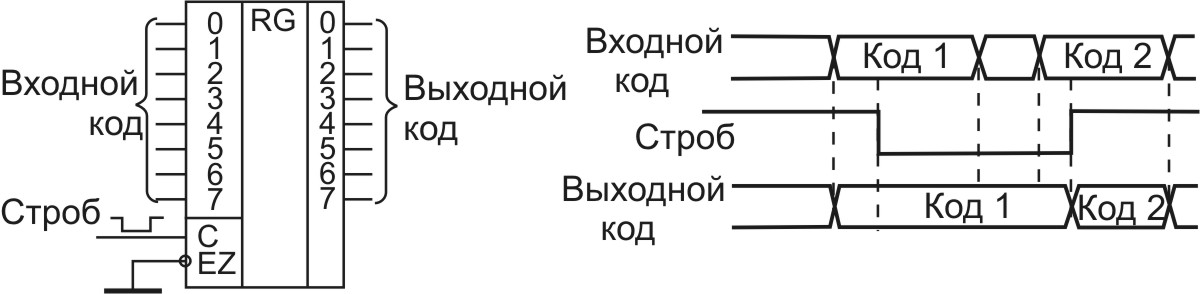 Входной
код
Строб
0
1
2
3
4
5
6
7
C
EZ
RG
0
1
2
3
4
5
6
7
Выходной
код
Входной
код
Код 1
Код 2
Строб
Выходной
код
Код 1
Код 2